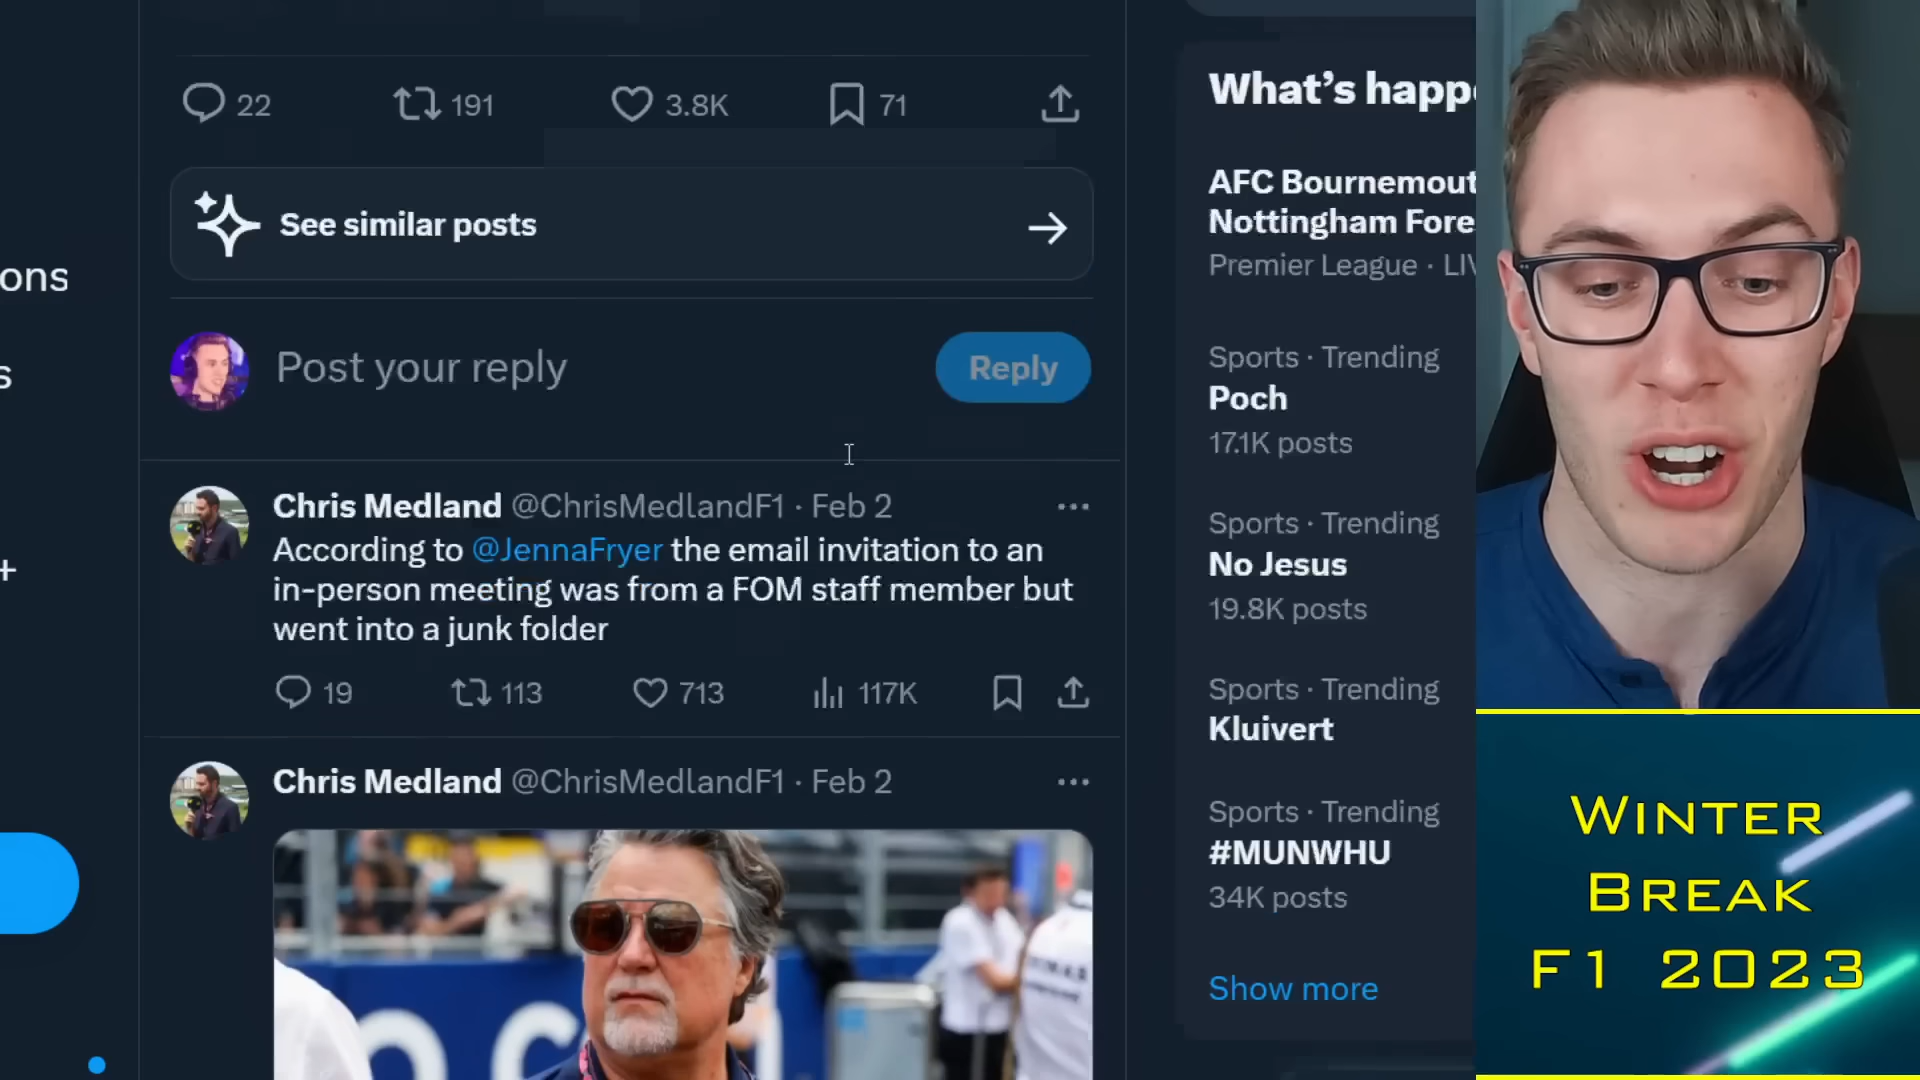 22 191 3.8K 71
See similar posts
Post your reply
Reply
Chris Medland @ChrisMedlandF1 · Feb 2
According to @JennaFryer the email invitation to an
in-person meeting was from a FOM staff member but
went into a junk folder
19 113 713 117K
Chris Medland @ChrisMedlandF1 · Feb 2
ons
s
+
What’s happ
AFC Bournemout
Nottingham Fore
Premier League · LIV
Sports · Trending
Poch
17.1K posts
Sports · Trending
No Jesus
19.8K posts
Sports · Trending
Kluivert
Sports · Trending
#MUNWHU
34K posts
Show more
WINTER
BREAK
F1 2023